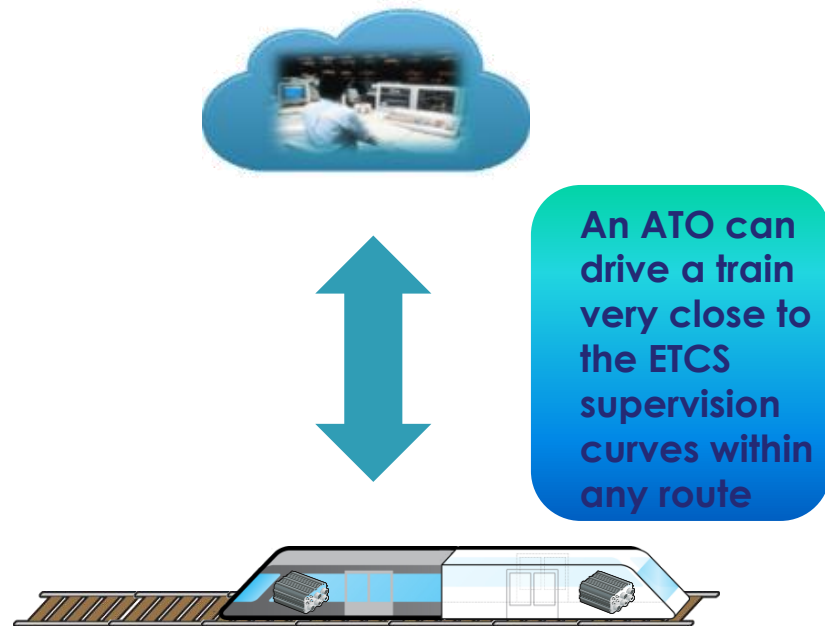 An ATO can
drive a train
very close to
the ETCS
supervision
curves within
any route